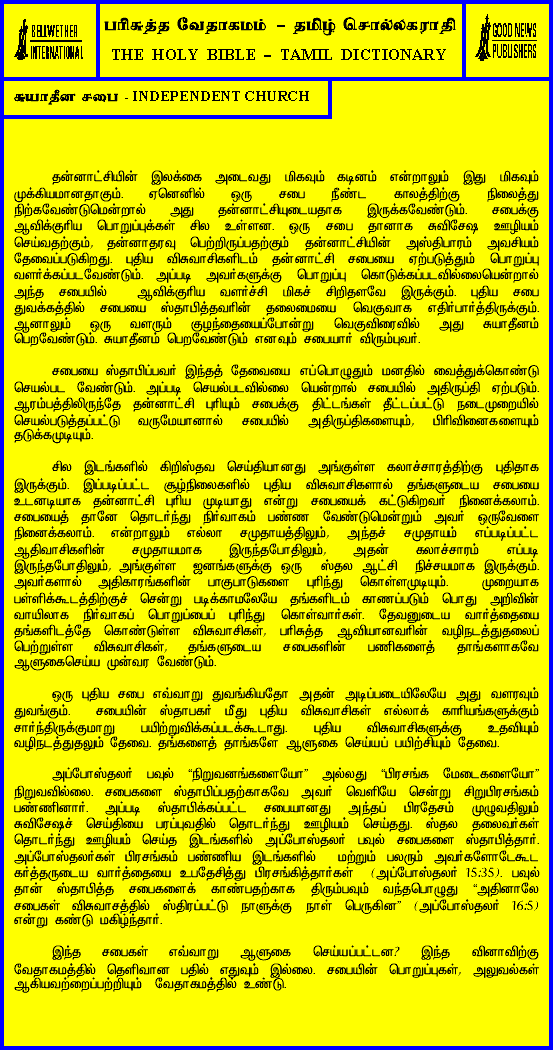 BELLWETHER
INTERNATIONAL
பரிசுத்த வேதாகமம் – தமிழ் சொல்லகராதி
THE HOLY BIBLE – TAMIL DICTIONARY
GOOD NEWS
PUBLISHERS
சுயாதீன சபை - INDEPENDENT CHURCH
தன்னாட்சியின் இலக்கை அடைவது மிகவும் கடினம் என்றாலும் இது மிகவும்
முக்கியமானதாகும். ஏனெனில் ஒரு சபை நீண்ட காலத்திற்கு நிலைத்து
நிற்கவேண்டுமென்றால் அது தன்னாட்சியுடையதாக இருக்கவேண்டும். சபைக்கு
ஆவிக்குரிய பொறுப்புக்கள் சில உள்ளன. ஒரு சபை தானாக சுவிசேஷ ஊழியம்
செய்வதற்கும், தன்னாதரவு பெற்றிருப்பதற்கும் தன்னாட்சியின் அஸ்திபாரம் அவசியம்
தேவைப்படுகிறது. புதிய விசுவாசிகளிடம் தன்னாட்சி சபையை ஏற்படுத்தும் பொறுப்பு
வளர்க்கப்படவேண்டும். அப்படி அவர்களுக்கு பொறுப்பு கொடுக்கப்படவில்லையென்றால்
அந்த சபையில் ஆவிக்குரிய வளர்ச்சி மிகச் சிறிதளவே இருக்கும். புதிய சபை
துவக்கத்தில் சபையை ஸ்தாபித்தவரின் தலைமையை வெகுவாக எதிர்பார்த்திருக்கும்.
ஆனாலும் ஒரு வளரும் குழந்தையைப்போன்று வெகுவிரைவில் அது சுயாதீனம்
பெறவேண்டும். சுயாதீனம் பெறவேண்டும் எனவும் சபையார் விரும்புவர்.
சபையை ஸ்தாபிப்பவர் இந்தத் தேவையை எப்பொழுதும் மனதில் வைத்துக்கொண்டு
செயல்பட வேண்டும். அப்படி செயல்படவில்லை யென்றால் சபையில் அதிருப்தி ஏற்படும்.
ஆரம்பத்திலிருந்தே தன்னாட்சி புரியும் சபைக்கு திட்டங்கள் தீட்டப்பட்டு நடைமுறையில்
செயல்படுத்தப்பட்டு வருமேயானால் சபையில் அதிருப்திகளையும், பிரிவினைகளையும்
தடுக்கமுடியும்.
சில இடங்களில் கிறிஸ்தவ செய்தியானது அங்குள்ள கலாச்சாரத்திற்கு புதிதாக
இருக்கும். இப்படிப்பட்ட சூழ்நிலைகளில் புதிய விசுவாசிகளால் தங்களுடைய சபையை
உடனடியாக தன்னாட்சி புரிய முடியாது என்று சபையைக் கட்டுகிறவர் நினைக்கலாம்.
சபையைத் தானே தொடர்ந்து நிர்வாகம் பண்ண வேண்டுமென்றும் அவர் ஒருவேளை
நினைக்கலாம். என்றாலும் எல்லா சமுதாயத்திலும், அந்தச் சமுதாயம் எப்படிப்பட்ட
ஆதிவாசிகளின் சமுதாயமாக இருந்தபோதிலும், அதன் கலாச்சாரம் எப்படி
இருந்தபோதிலும், அங்குள்ள ஜனங்களுக்கு ஒரு ஸ்தல ஆட்சி நிச்சயமாக இருக்கும்.
அவர்களால் அதிகாரங்களின் பாகுபாடுகளை புரிந்து கொள்ளமுடியும். முறையாக
பள்ளிக்கூடத்திற்குச் சென்று படிக்காமலேயே தங்களிடம் காணப்படும் பொது அறிவின்
வாயிலாக நிர்வாகப் பொறுப்பைப் புரிந்து கொள்வார்கள். தேவனுடைய வார்த்தையை
தங்களிடத்தே கொண்டுள்ள விசுவாசிகள், பரிசுத்த ஆவியானவரின் வழிநடத்துதலைப்
பெற்றுள்ள விசுவாசிகள், தங்களுடைய சபைகளின் பணிகளைத் தாங்களாகவே
ஆளுகைசெய்ய முன்வர வேண்டும்.
ஒரு புதிய சபை எவ்வாறு துவங்கியதோ அதன் அடிப்படையிலேயே அது வளரவும்
துவங்கும். சபையின் ஸ்தாபகர் மீது புதிய விசுவாசிகள் எல்லாக் காரியங்களுக்கும்
சார்ந்திருக்குமாறு பயிற்றுவிக்கப்படக்கூடாது. புதிய விசுவாசிகளுக்கு உதவியும்
வழிநடத்துதலும் தேவை. தங்களைத் தாங்களே ஆளுகை செய்யப் பயிற்சியும் தேவை.
அப்போஸ்தலர் பவுல் “நிறுவனங்களையோ” அல்லது “பிரசங்க மேடைகளையோ”
நிறுவவில்லை. சபைகளை ஸ்தாபிப்பதற்காகவே அவர் வெளியே சென்று சிறுபிரசங்கம்
பண்ணினார். அப்படி ஸ்தாபிக்கப்பட்ட சபையானது அந்தப் பிரதேசம் முழுவதிலும்
சுவிசேஷச் செய்தியை பரப்புவதில் தொடர்ந்து ஊழியம் செய்தது. ஸ்தல தலைவர்கள்
தொடர்ந்து ஊழியம் செய்த இடங்களில் அப்போஸ்தலர் பவுல் சபைகளை ஸ்தாபித்தார்.
அப்போஸ்தலர்கள் பிரசங்கம் பண்ணிய இடங்களில் மற்றும் பலரும் அவர்களோடேகூட
கர்த்தருடைய வார்த்தையை உபதேசித்து பிரசங்கித்தார்கள் (அப்போஸ்தலர் 15:35). பவுல்
தான் ஸ்தாபித்த சபைகளைக் காண்பதற்காக திரும்பவும் வந்தபொழுது “அதினாலே
சபைகள் விசுவாசத்தில் ஸ்திரப்பட்டு நாளுக்கு நாள் பெருகின” (அப்போஸ்தலர் 16:5)
என்று கண்டு மகிழ்ந்தார்.
இந்த சபைகள் எவ்வாறு ஆளுகை செய்யப்பட்டன? இந்த வினாவிற்கு
வேதாகமத்தில் தெளிவான பதில் எதுவும் இல்லை. சபையின் பொறுப்புகள், அலுவல்கள்
ஆகியவற்றைப்பற்றியும் வேதாகமத்தில் உண்டு.